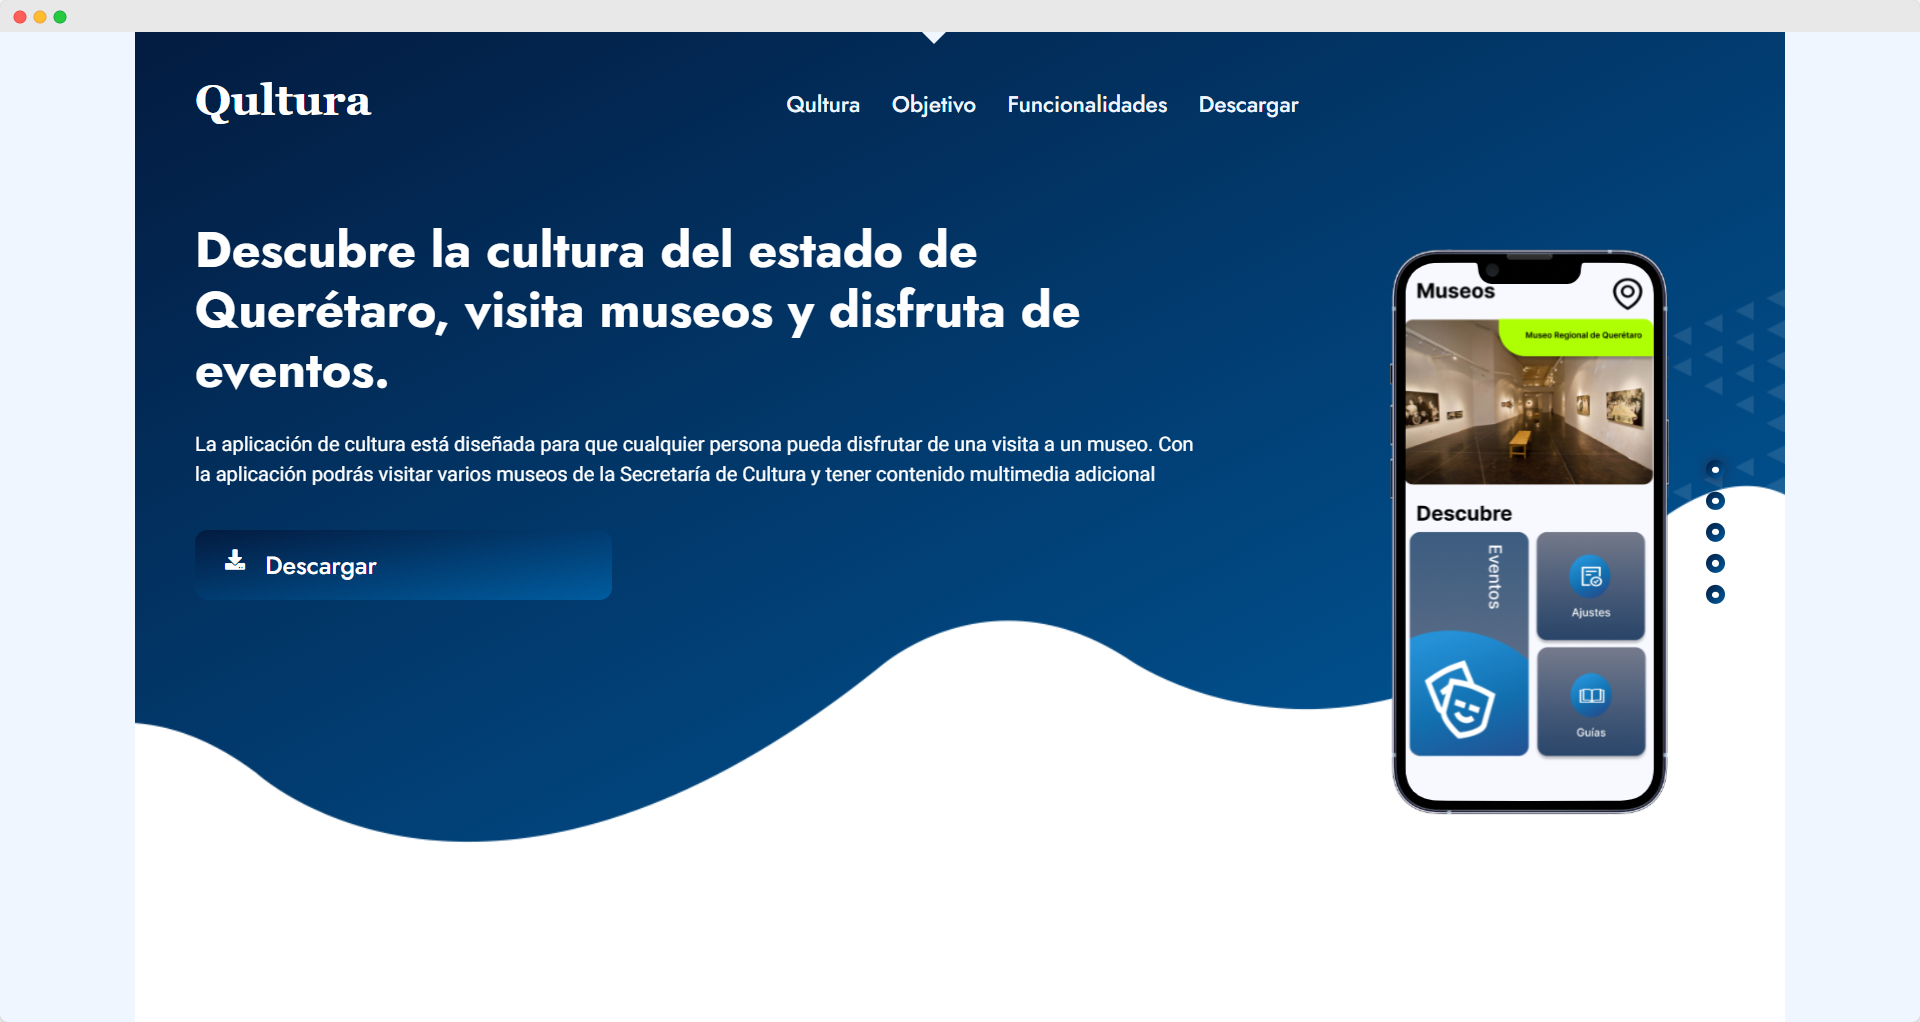 Qultura
Qultura Objetivo Funcionalidades Descargar
Descubre la cultura del estado de
Querétaro, visita museos y disfruta de
eventos.
La aplicación de cultura está diseñada para que cualquier persona pueda disfrutar de una visita a un museo. Con
la aplicación podrás visitar varios museos de la Secretaría de Cultura y tener contenido multimedia adicional
Descargar
Museos
Museo Regional de Querétaro
Descubre
Eventos
Ajustes
Guías